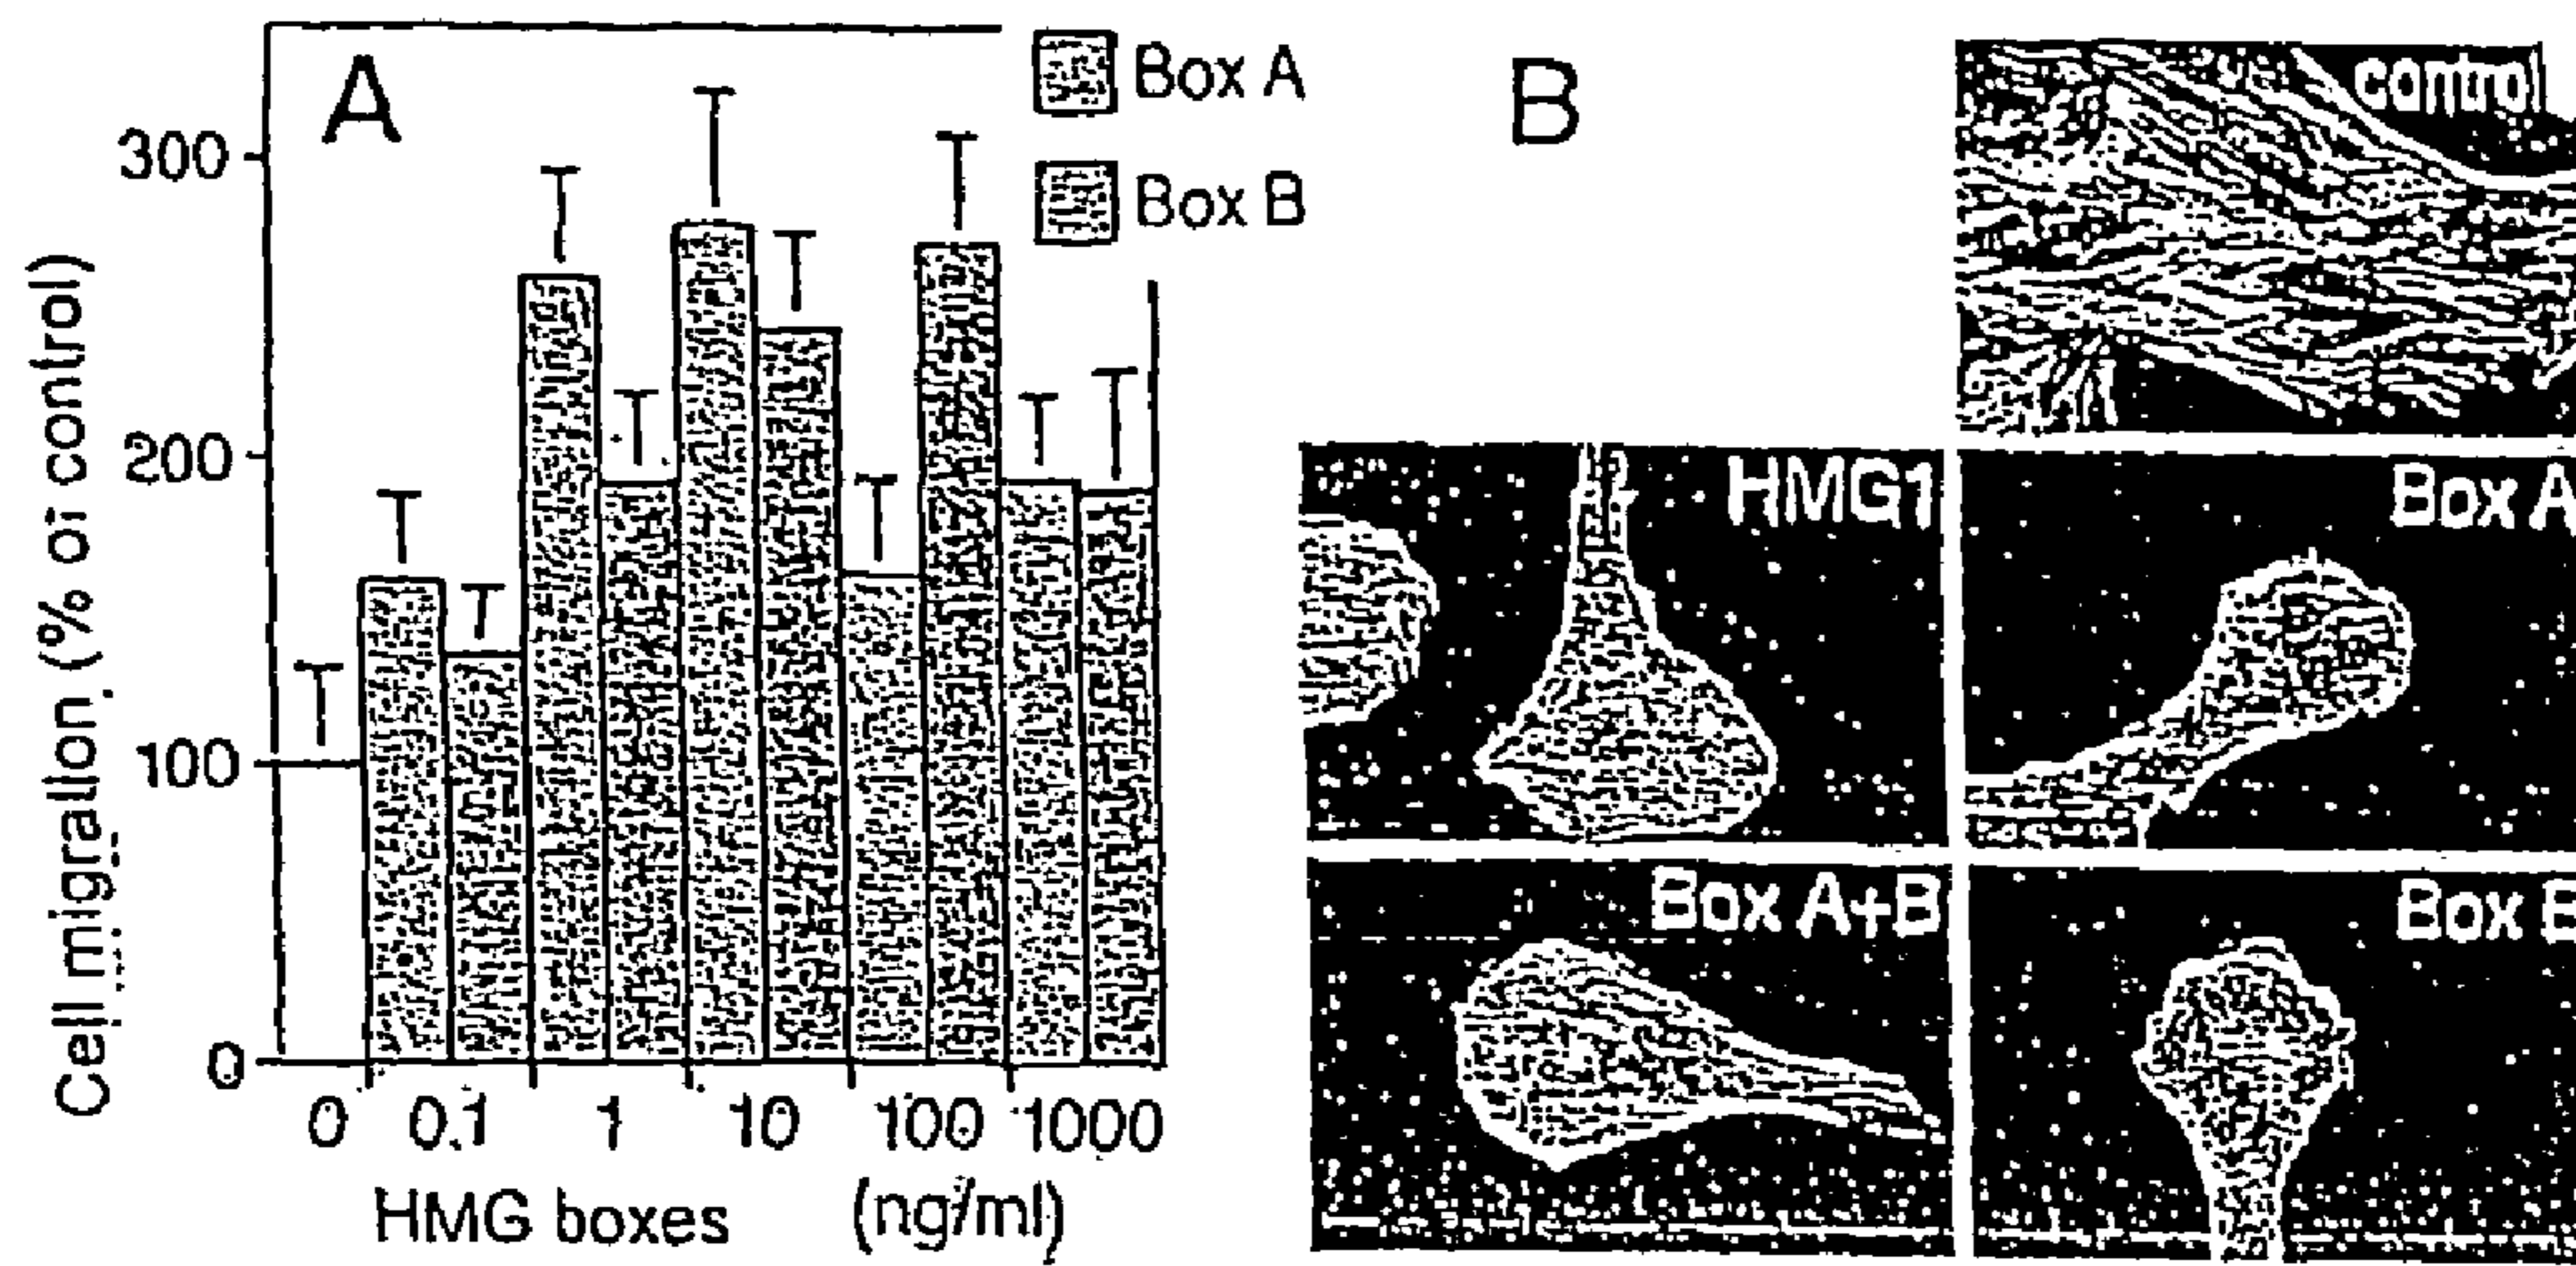 A
Box A
Box B
300
200
100
0
Cell migration (% of control)
0 0.1 1 10 100 1000
HMG boxes (ng/ml)
B
control
HMG1
Box A
Box A+B
Box B